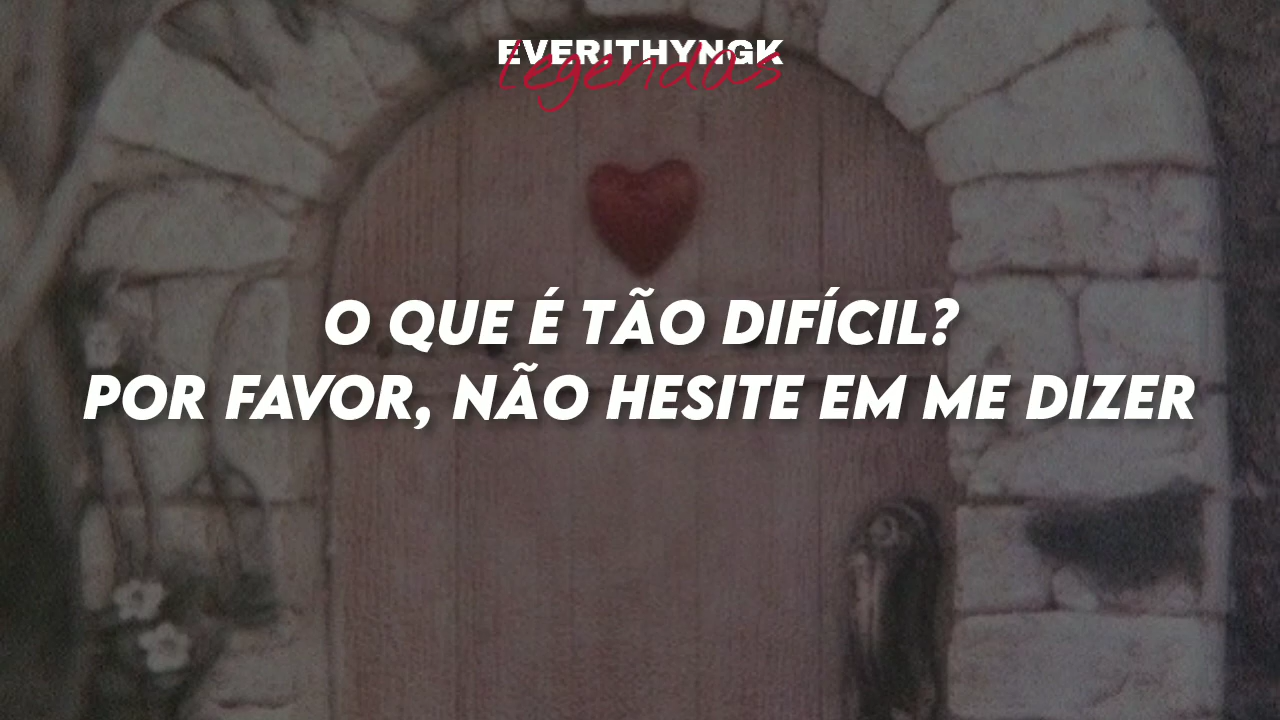 EVERITHYNGK
legendas
O QUE É TÃO DIFÍCIL?
POR FAVOR, NÃO HESITE EM ME DIZER